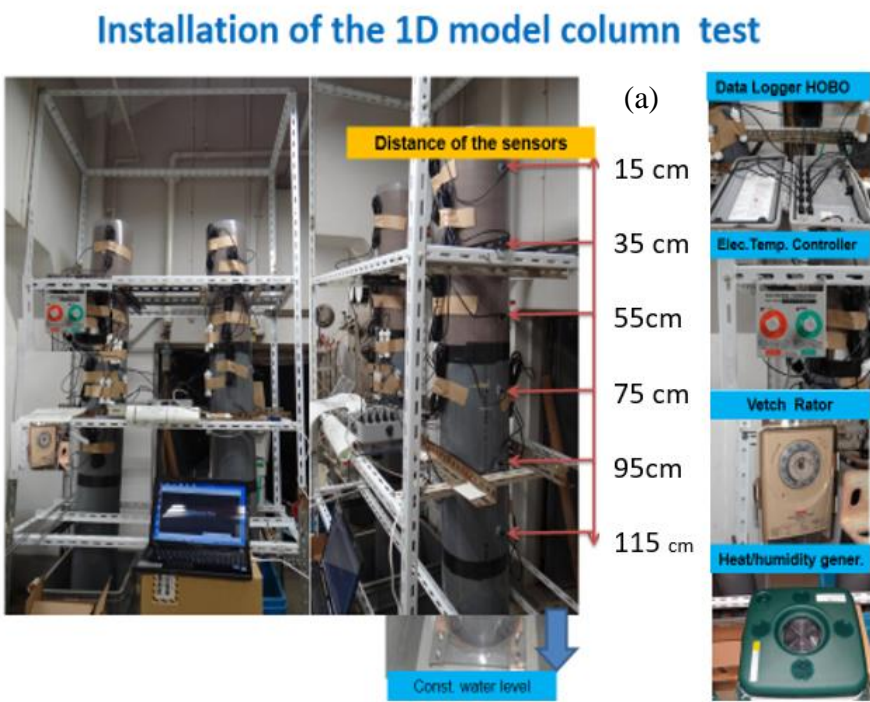 Installation of the 1D model column test
(a)
Data Logger HOBO
Distance of the sensors
15 cm
35 cm
Elec.Temp. Controller
55cm
75 cm
Vetch Rator
95cm
115 cm
Heat/humidity gener.
Const. water level